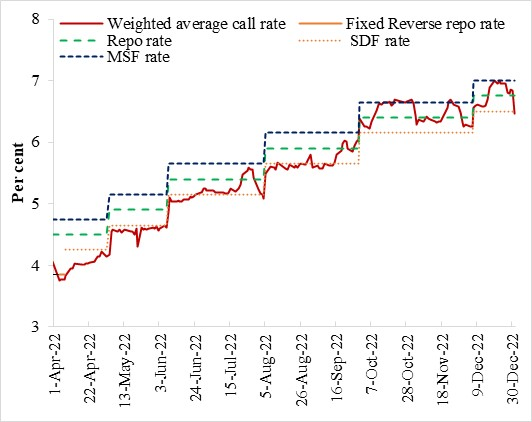 Weighted average call rate
Fixed Reverse repo rate
Repo rate
SDF rate
MSF rate
8
7
6
5
4
3
Per cent
1-Apr-22
22-Apr-22
13-May-22
3-Jun-22
24-Jun-22
15-Jul-22
5-Aug-22
26-Aug-22
16-Sep-22
7-Oct-22
28-Oct-22
18-Nov-22
9-Dec-22
30-Dec-22